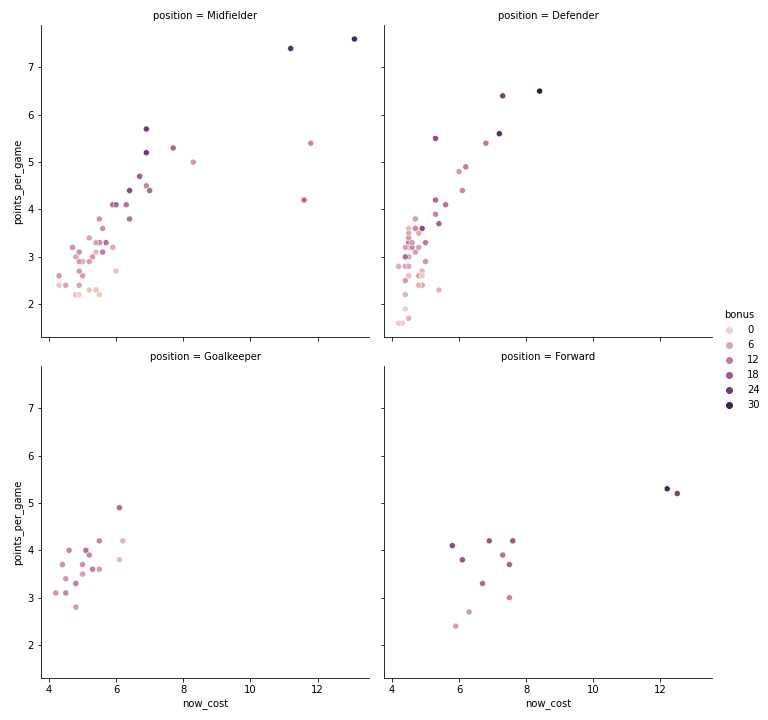 position = Midfielder
position = Defender
7
6
5
4
3
2
points_per_game
position = Goalkeeper
position = Forward
7
6
5
4
3
2
points_per_game
4 6 8 10 12
now_cost
4 6 8 10 12
now_cost
bonus
0
6
12
18
24
30